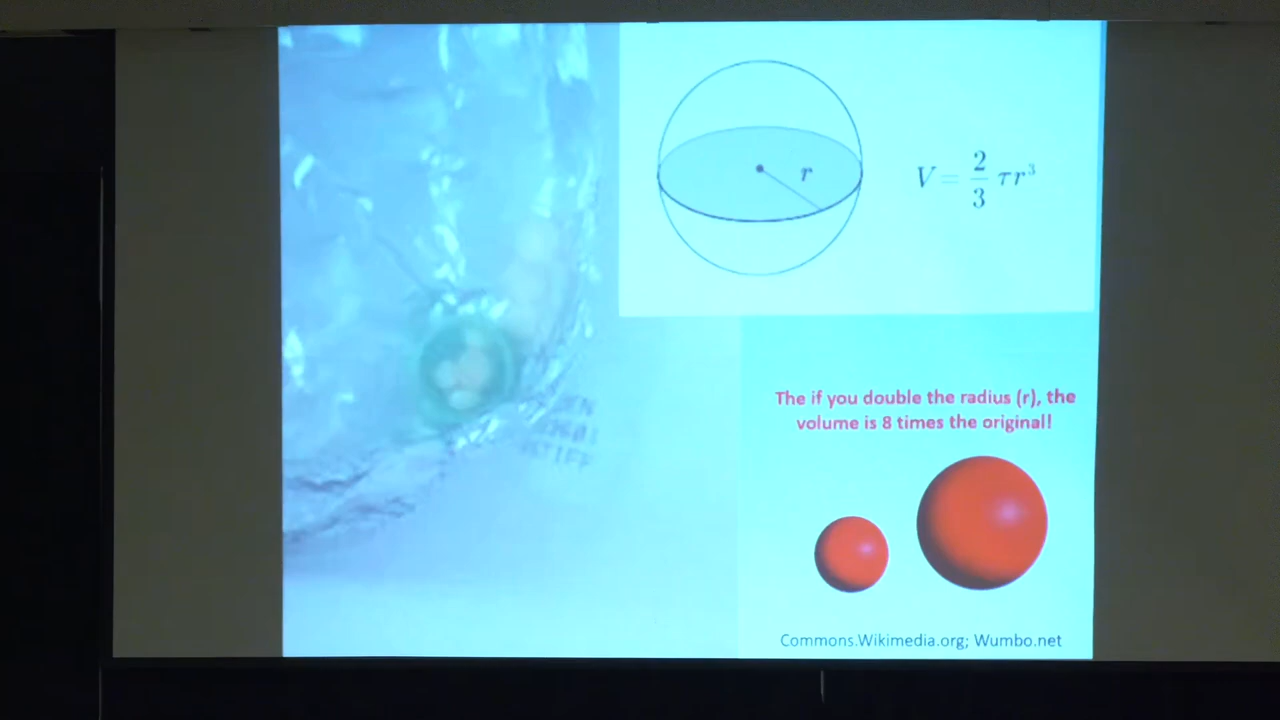 r
V = 2/3 τr³
The if you double the radius (r), the
volume is 8 times the original!
Commons.Wikimedia.org; Wumbo.net